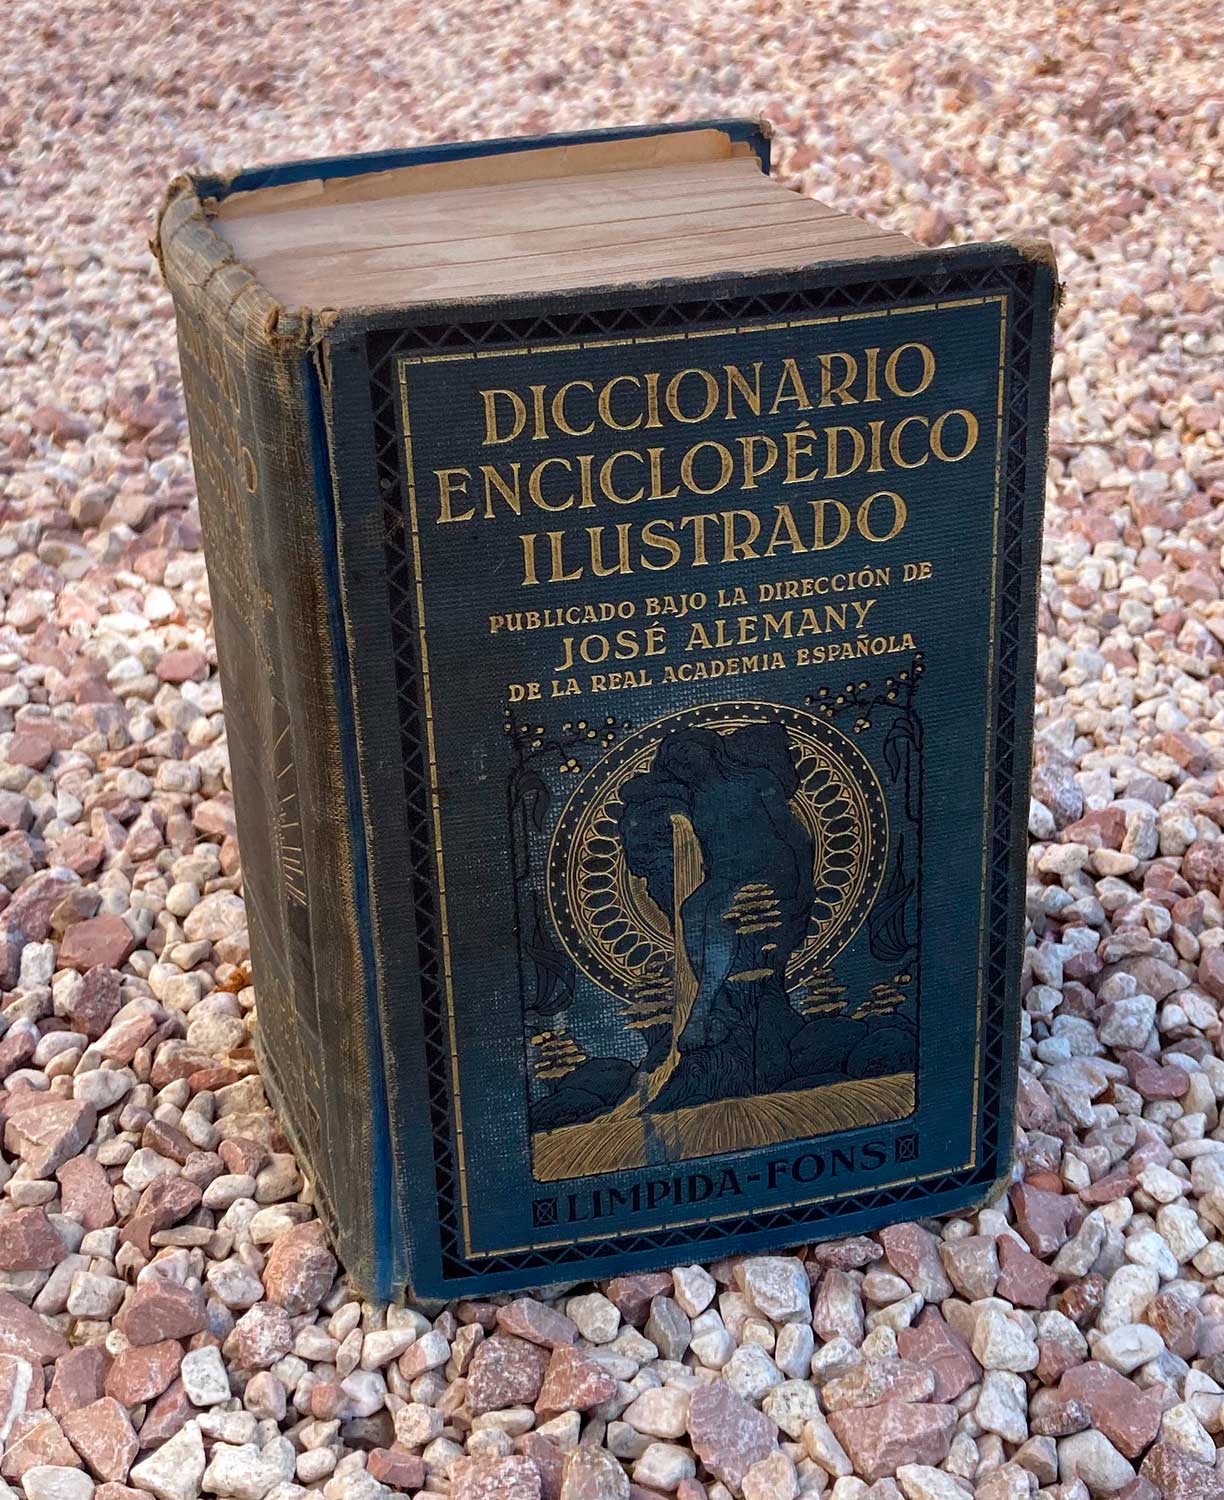 DICCIONARIO
ENCICLOPÉDICO
ILUSTRADO
PUBLICADO BAJO LA DIRECCIÓN DE
JOSÉ ALEMANY
DE LA REAL ACADEMIA ESPAÑOLA
LIMPIDA-FONS